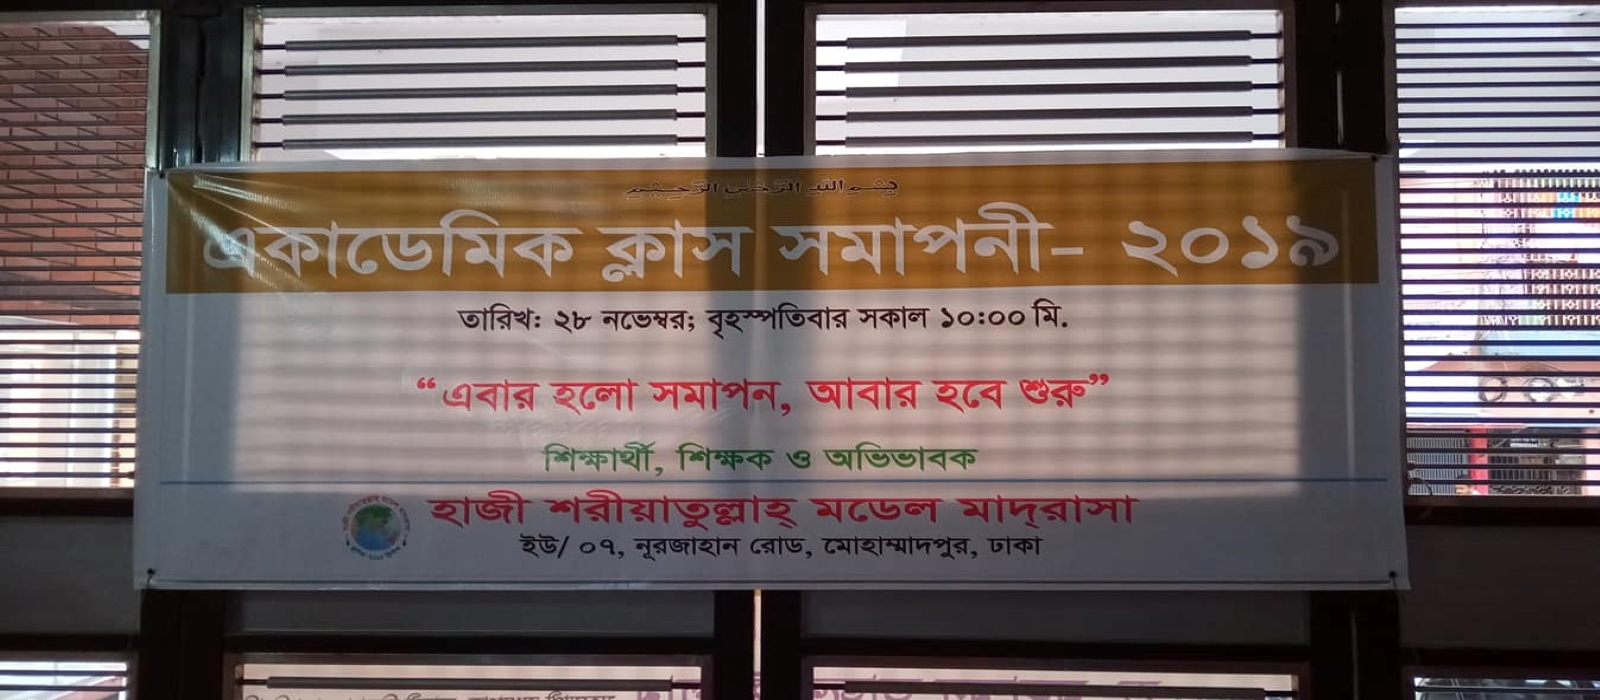 بسم الله الرحمن الرحيم
একাডেমিক ক্লাস সমাপনী- ২০১৯
তারিখ: ২৮ নভেম্বর; বৃহস্পতিবার সকাল ১০:০০ মি.
“এবার হলো সমাপন, আবার হবে শুরু”
শিক্ষার্থী, শিক্ষক ও অভিভাবক
হাজী শরীয়াতুল্লাহ্ মডেল মাদ্‌রাসা
ইউ/ ০৭, নূরজাহান রোড, মোহাম্মাদপুর, ঢাকা